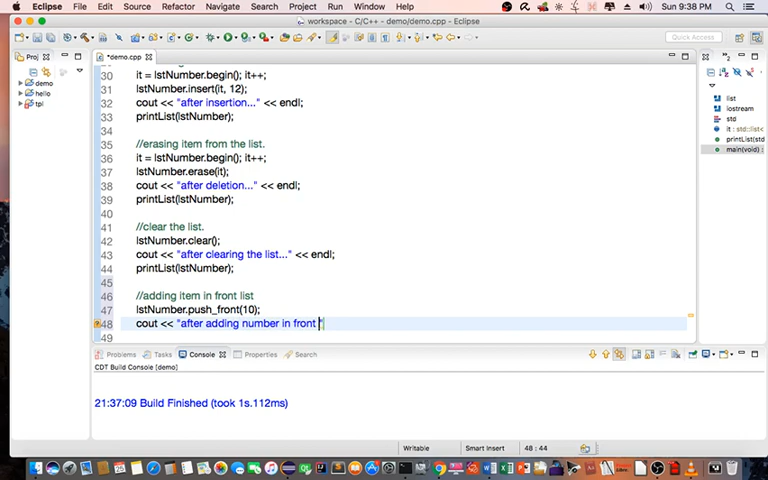 Eclipse File Edit Source Refactor Navigate Search Project Run Window Help Sun 9:38 PM
workspace - C/C++ - demo/demo.cpp - Eclipse
Quick Access
Proj
*demo.cpp
demo
hello
tpl
30 it = lstNumber.begin(); it++;
31 lstNumber.insert(it, 12);
32 cout << "after insertion..." << endl;
33 printList(lstNumber);
34
35 //erasing item from the list.
36 it = lstNumber.begin(); it++;
37 lstNumber.erase(it);
38 cout << "after deletion..." << endl;
39 printList(lstNumber);
40
41 //clear the list.
42 lstNumber.clear();
43 cout << "after clearing the list..." << endl;
44 printList(lstNumber);
45
46 //adding item in front list
47 lstNumber.push_front(10);
48 cout << "after adding number in front "
49
list
iostream
std
it : std::list<
printList(std
main(void) :
Problems Tasks Console Properties Search
CDT Build Console [demo]
21:37:09 Build Finished (took 1s.112ms)
Writable Smart Insert 48 : 44